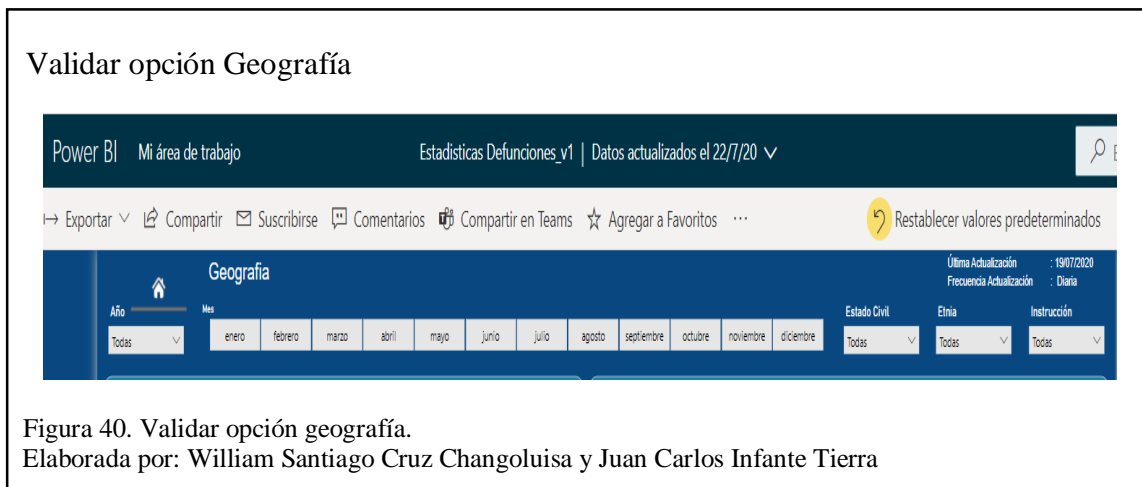 Validar opción Geografía
Power BI Mi área de trabajo Estadisticas Defunciones_v1 | Datos actualizados el 22/7/20
Exportar Compartir Suscribirse Comentarios Compartir en Teams Agregar a Favoritos ... Restablecer valores predeterminados
Geografia
Última Actualización : 19/07/2020
Frecuencia Actualización : Diaria
Año Mes Estado Civil Etnia Instrucción
Todas enero febrero marzo abril mayo junio julio agosto septiembre octubre noviembre diciembre Todas Todas Todas
Figura 40. Validar opción geografía.
Elaborada por: William Santiago Cruz Changoluisa y Juan Carlos Infante Tierra